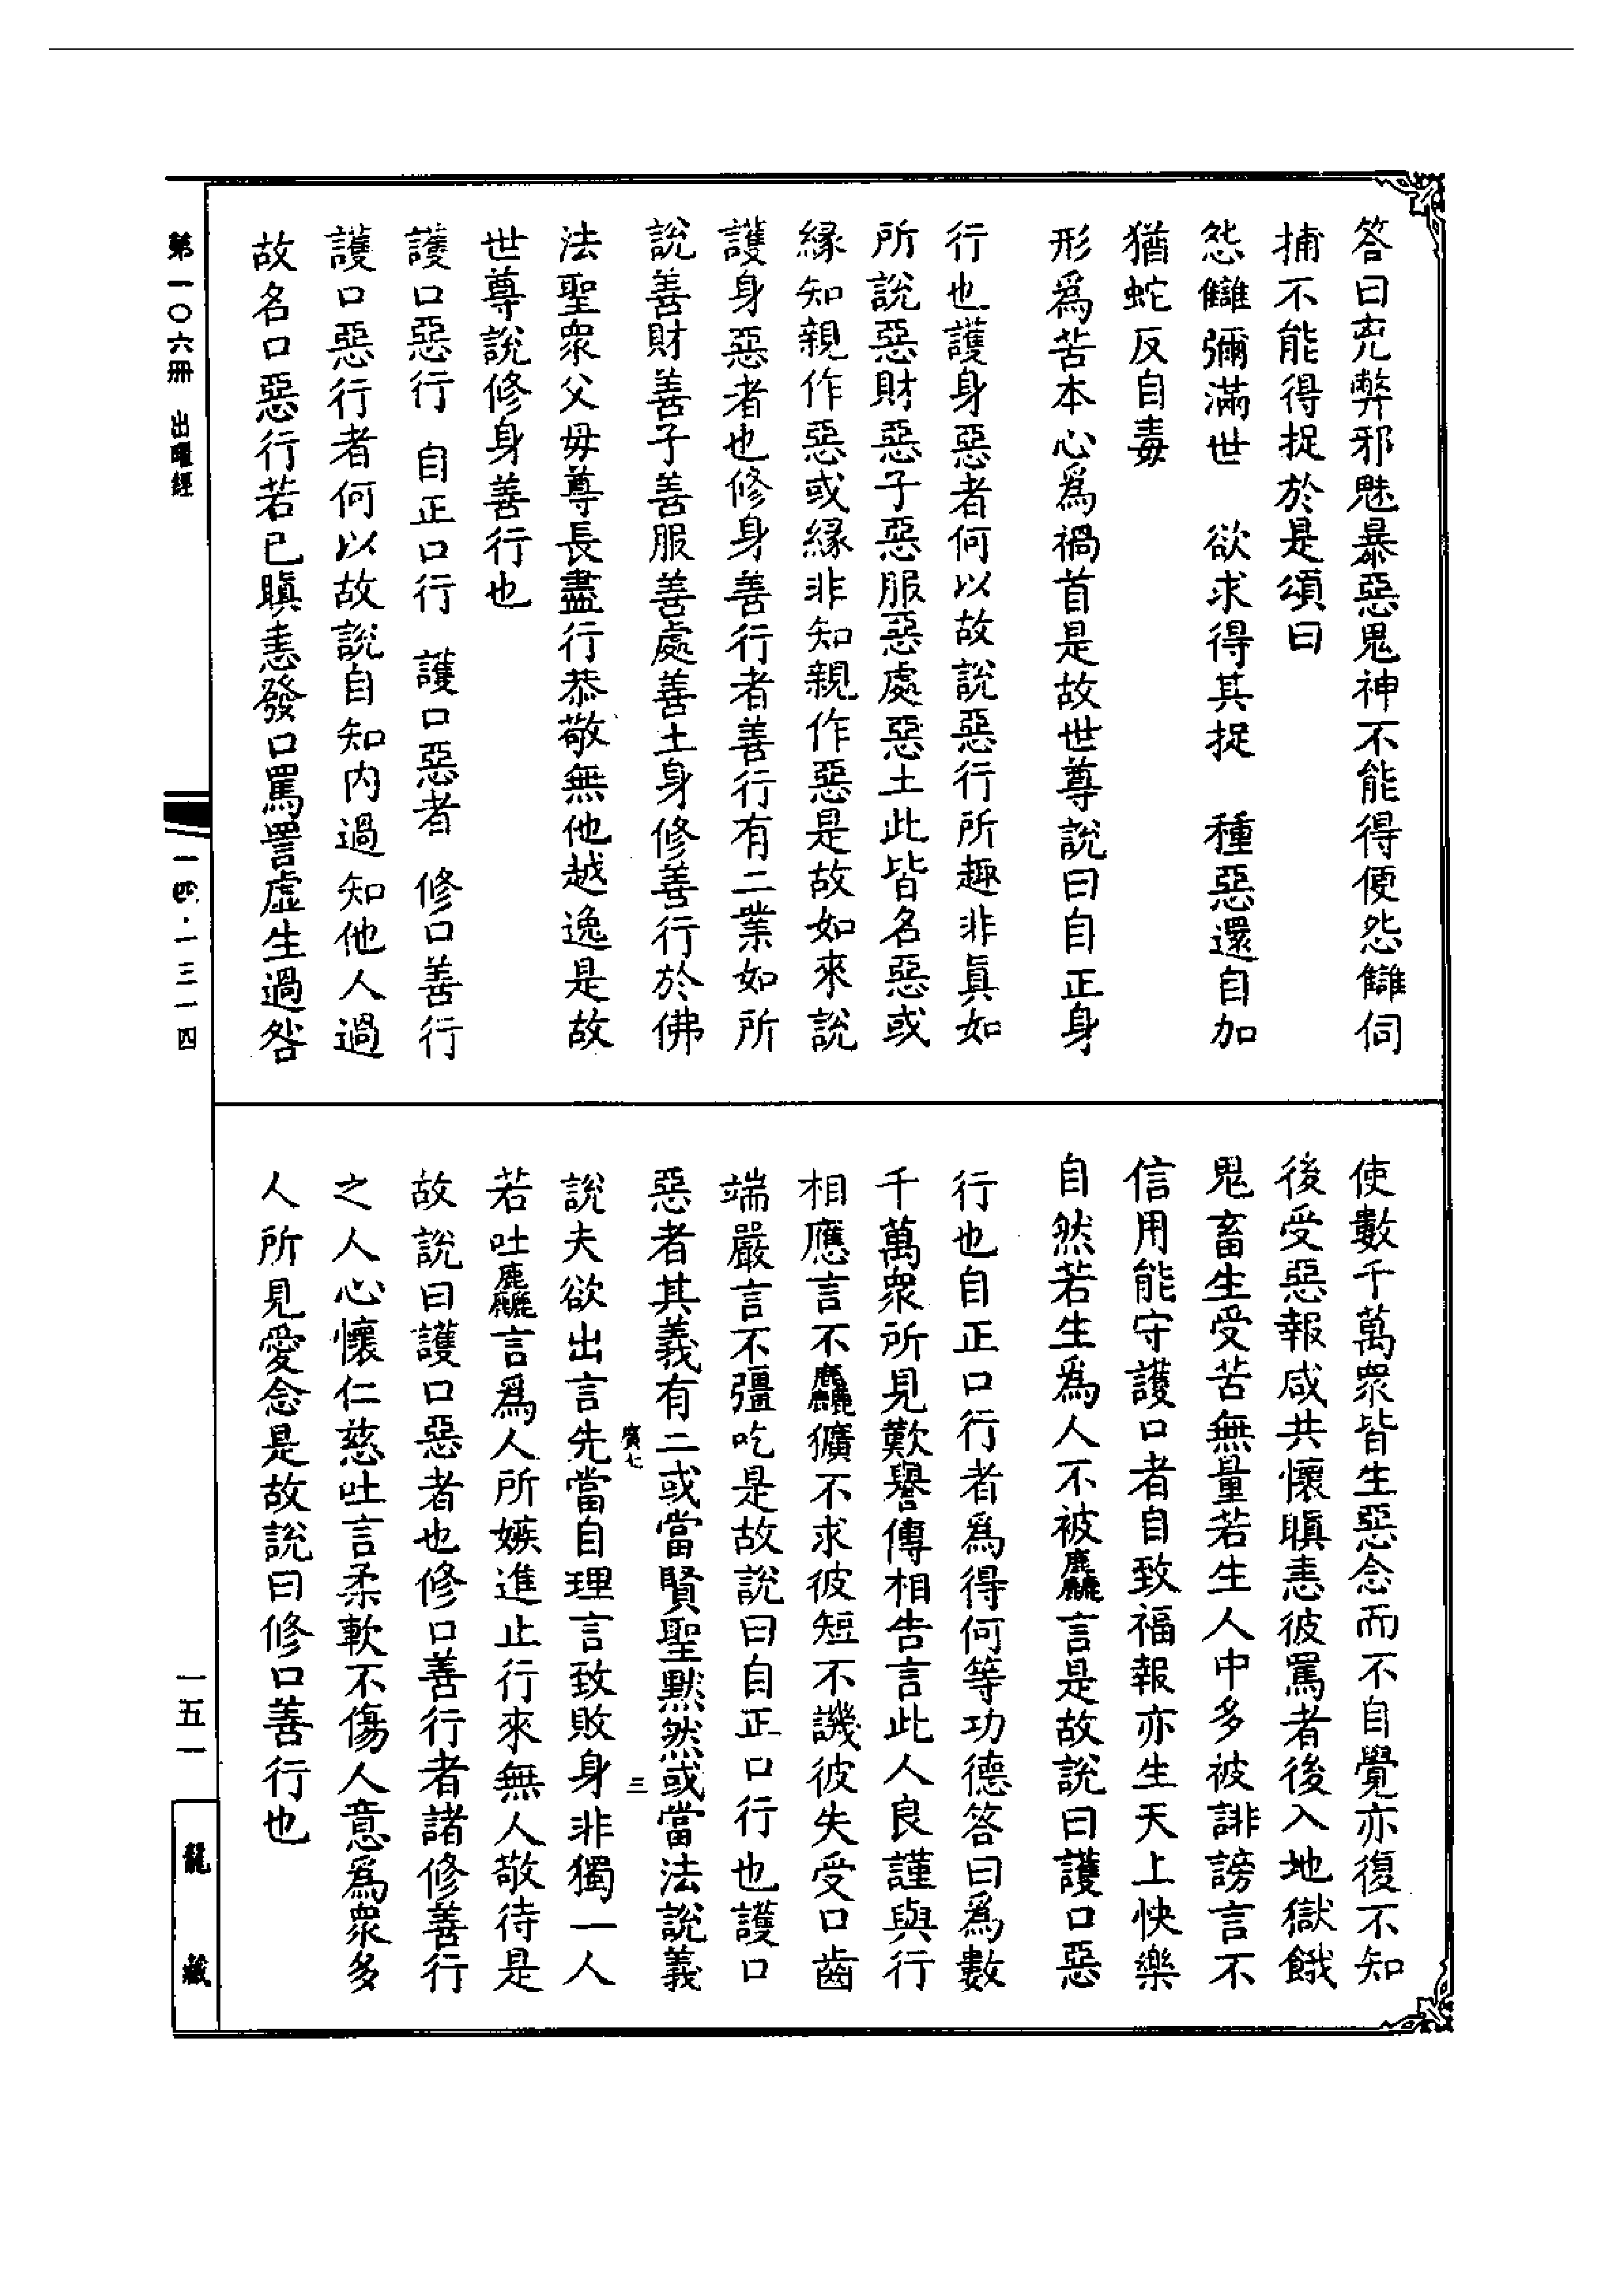 答曰兇弊邪魅暴惡鬼神不能得便怨讎伺
捕不能得捉於是頌曰
怨讎彌滿世　欲求得其捉　種惡還自加
猶蛇反自毒
形爲苦本心爲禍首是故世尊說曰自正身
行也護身惡者何以故說惡行所趣非眞如
所說惡財惡子惡服惡處惡土此皆名惡或
緣知親作惡或緣非知親作惡是故如來說
護身惡者也修身善行者善行有二業如所
說善財善子善服善處善土身修善行於佛
法聖眾父母尊長盡行恭敬無他越逸是故
世尊說修身善行也
護口惡行　自正口行　護口惡者　修口善行
護口惡行者何以故說自知內過知他人過
故名口惡行若已瞋恚發口罵詈虛生過咎
使數千萬眾皆生惡念而不自覺亦復不知
後受惡報咸共懷瞋恚彼罵者後入地獄餓
鬼畜生受苦無量若生人中多被誹謗言不
信用能守護口者自致福報亦生天上快樂
自然若生爲人不被麤言是故說曰護口惡
行也自正口行者爲得何等功德答曰爲數
千萬眾所見歎譽傳相告言此人良謹與行
相應言不麤獷不求彼短不譏彼失受口齒
端嚴言不彊吃是故說曰自正口行也護口
惡者其義有二或當賢聖默然或當法說義
廣七　三
說夫欲出言先當自理言致敗身非獨一人
若吐麤言爲人所嫉進止行來無人敬待是
故說曰護口惡者也修口善行者諸修善行
之人心懷仁慈吐言柔軟不傷人意爲眾多
人所見愛念是故說曰修口善行也
第一〇六冊　出曜經
一四·一三一四
一五一
龍藏